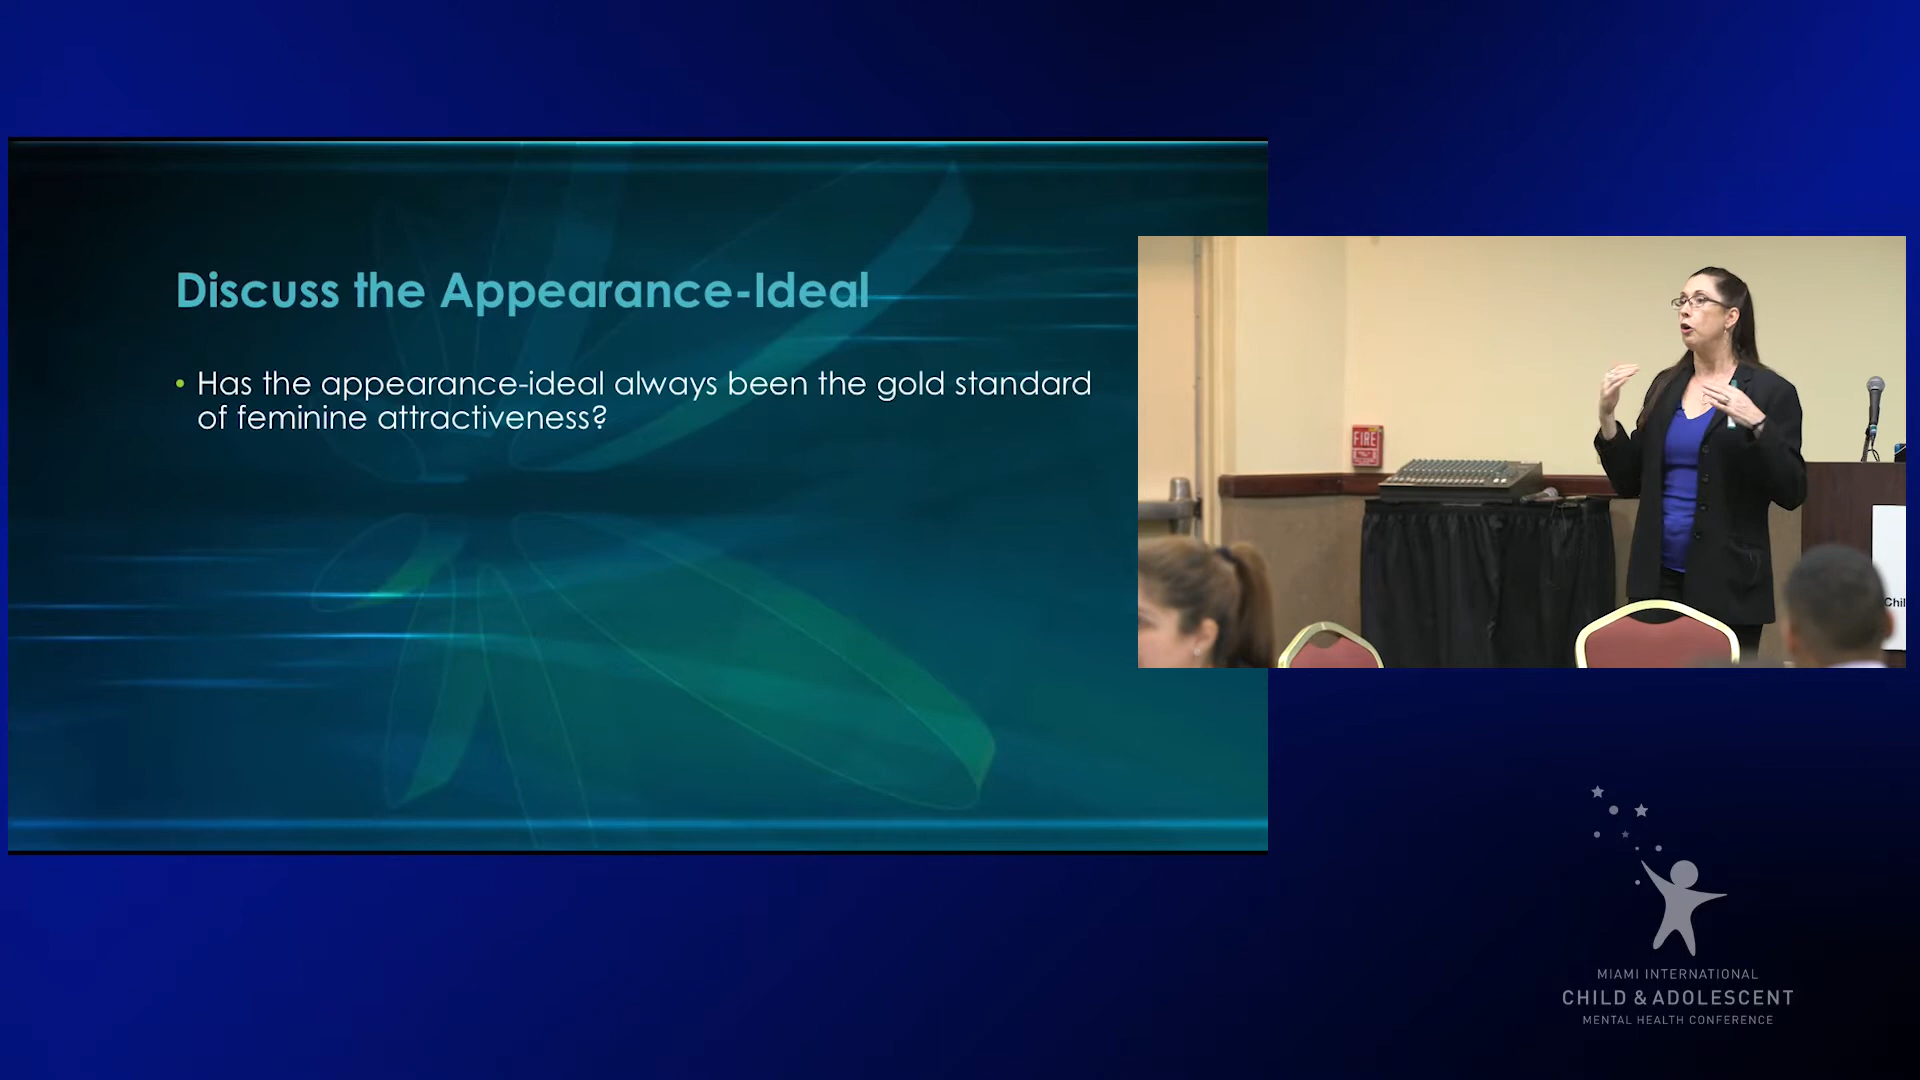 Discuss the Appearance-Ideal
• Has the appearance-ideal always been the gold standard
of feminine attractiveness?
FIRE
Chil
MIAMI INTERNATIONAL
CHILD & ADOLESCENT
MENTAL HEALTH CONFERENCE